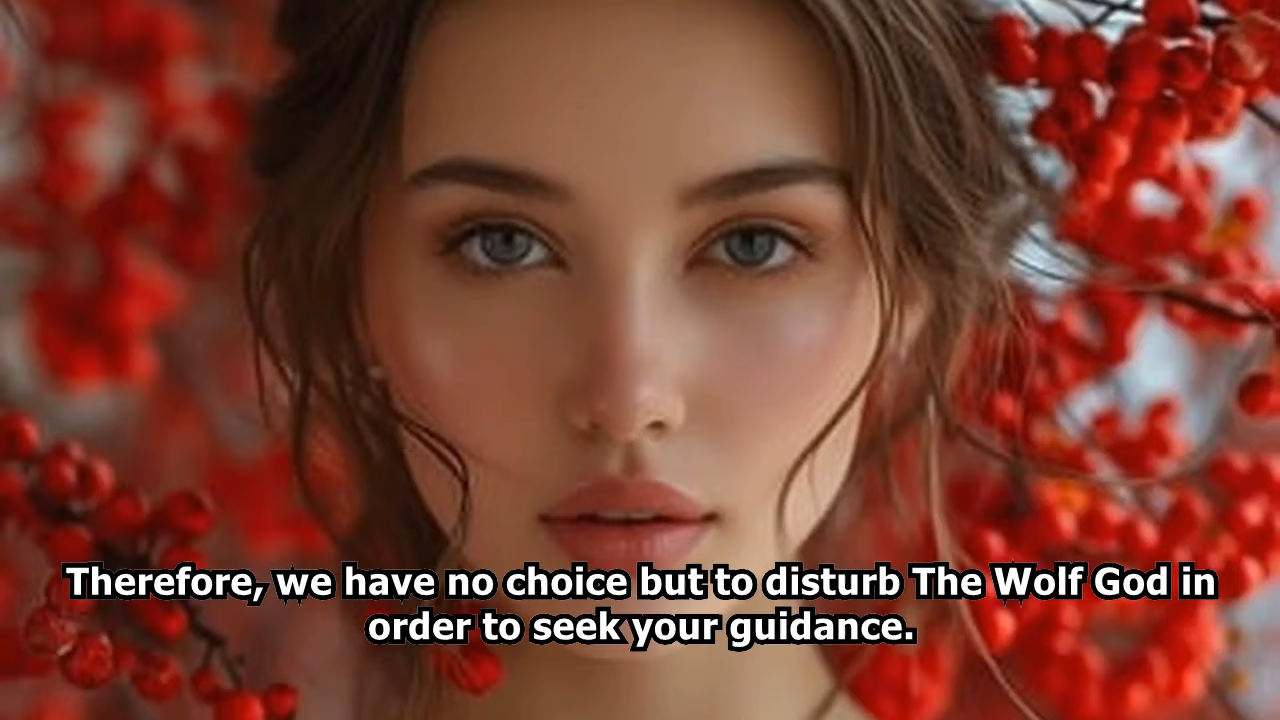 Therefore, we have no choice but to disturb The Wolf God in
order to seek your guidance.